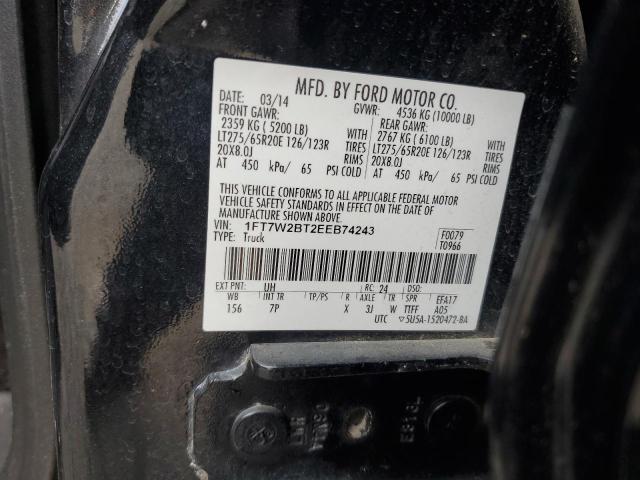 MFD. BY FORD MOTOR CO.
DATE: 03/14 GVWR: 4536 KG (10000 LB)
FRONT GAWR: REAR GAWR:
2359 KG ( 5200 LB) WITH 2767 KG ( 6100 LB) WITH
LT275/65R20E 126/123R TIRES LT275/65R20E 126/123R TIRES
20X8.0J RIMS 20X8.0J RIMS
AT 450 kPa/ 65 PSI COLD AT 450 kPa/ 65 PSI COLD
THIS VEHICLE CONFORMS TO ALL APPLICABLE FEDERAL MOTOR
VEHICLE SAFETY STANDARDS IN EFFECT ON THE DATE OF
MANUFACTURE SHOWN ABOVE.
VIN: 1FT7W2BT2EEB74243 F0079
TYPE: Truck T0966
EXT PNT: UH RC: 24 DSO:
WB INT TR TP/PS R AXLE TR SPR EFA17
156 7P X 3J W TTFF A05
UTC ▽5U5A-1520472-BA